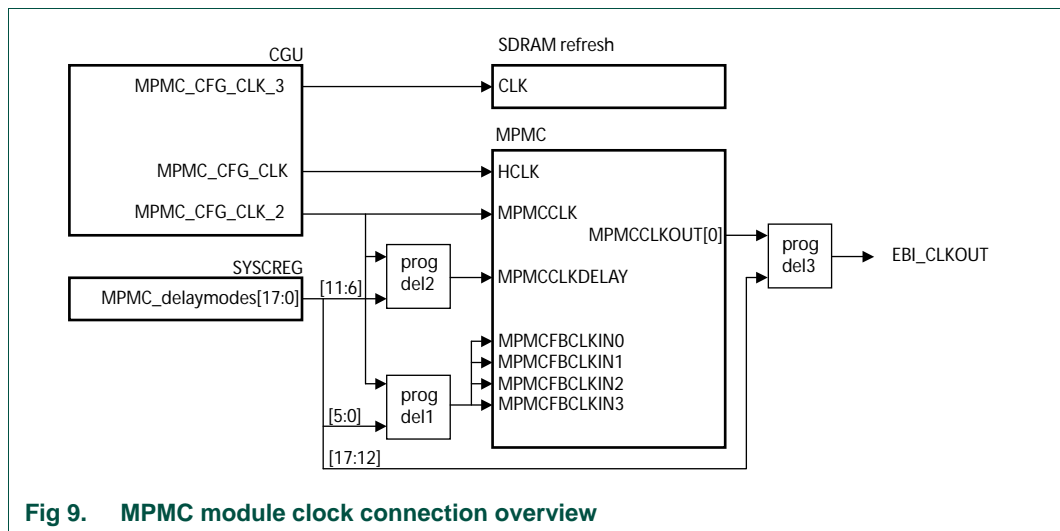 CGU
MPMC_CFG_CLK_3
MPMC_CFG_CLK
MPMC_CFG_CLK_2
SYSCREG
MPMC_delaymodes[17:0]
SDRAM refresh
CLK
MPMC
HCLK
MPMCCLK
MPMCCLKOUT[0]
MPMCCLKDELAY
MPMCFBCLKIN0
MPMCFBCLKIN1
MPMCFBCLKIN2
MPMCFBCLKIN3
[11:6]
prog
del2
[5:0]
prog
del1
[17:12]
prog
del3
EBI_CLKOUT
Fig 9. MPMC module clock connection overview